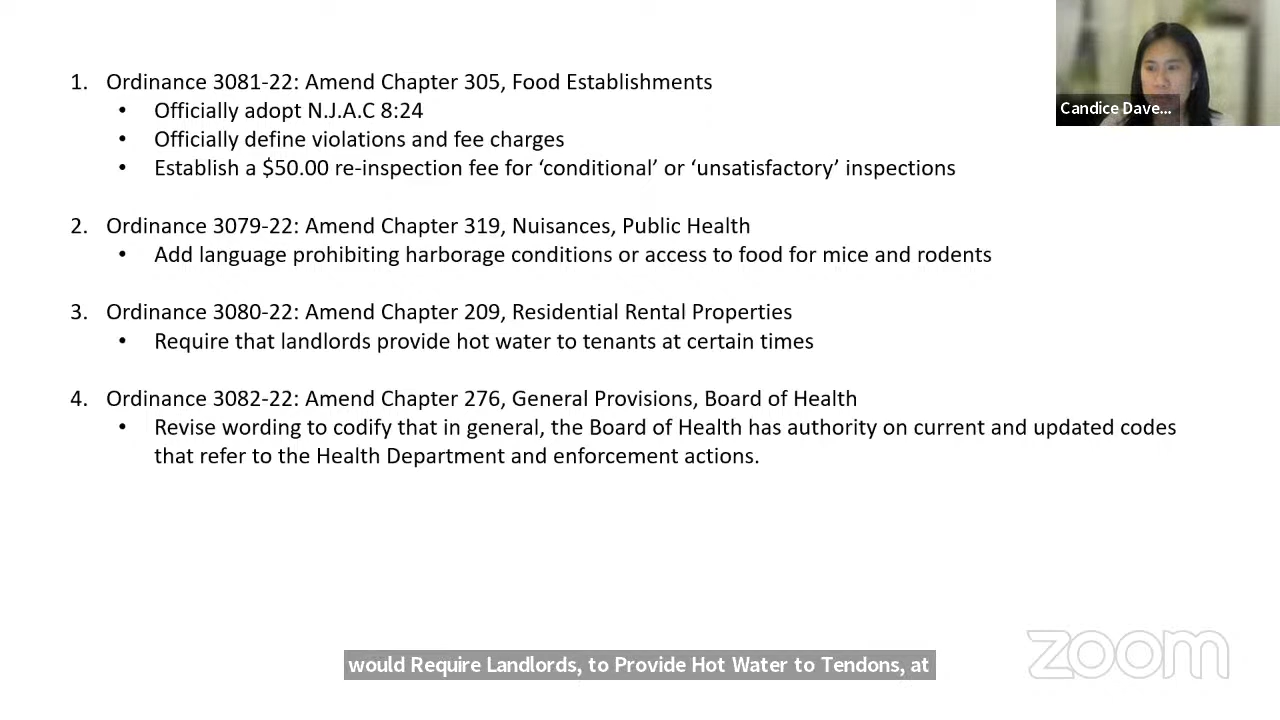 1. Ordinance 3081-22: Amend Chapter 305, Food Establishments
• Officially adopt N.J.A.C 8:24
• Officially define violations and fee charges
• Establish a $50.00 re-inspection fee for ‘conditional’ or ‘unsatisfactory’ inspections
2. Ordinance 3079-22: Amend Chapter 319, Nuisances, Public Health
• Add language prohibiting harborage conditions or access to food for mice and rodents
3. Ordinance 3080-22: Amend Chapter 209, Residential Rental Properties
• Require that landlords provide hot water to tenants at certain times
4. Ordinance 3082-22: Amend Chapter 276, General Provisions, Board of Health
• Revise wording to codify that in general, the Board of Health has authority on current and updated codes
that refer to the Health Department and enforcement actions.
Candice Dave...
would Require Landlords, to Provide Hot Water to Tendons, at
zoom